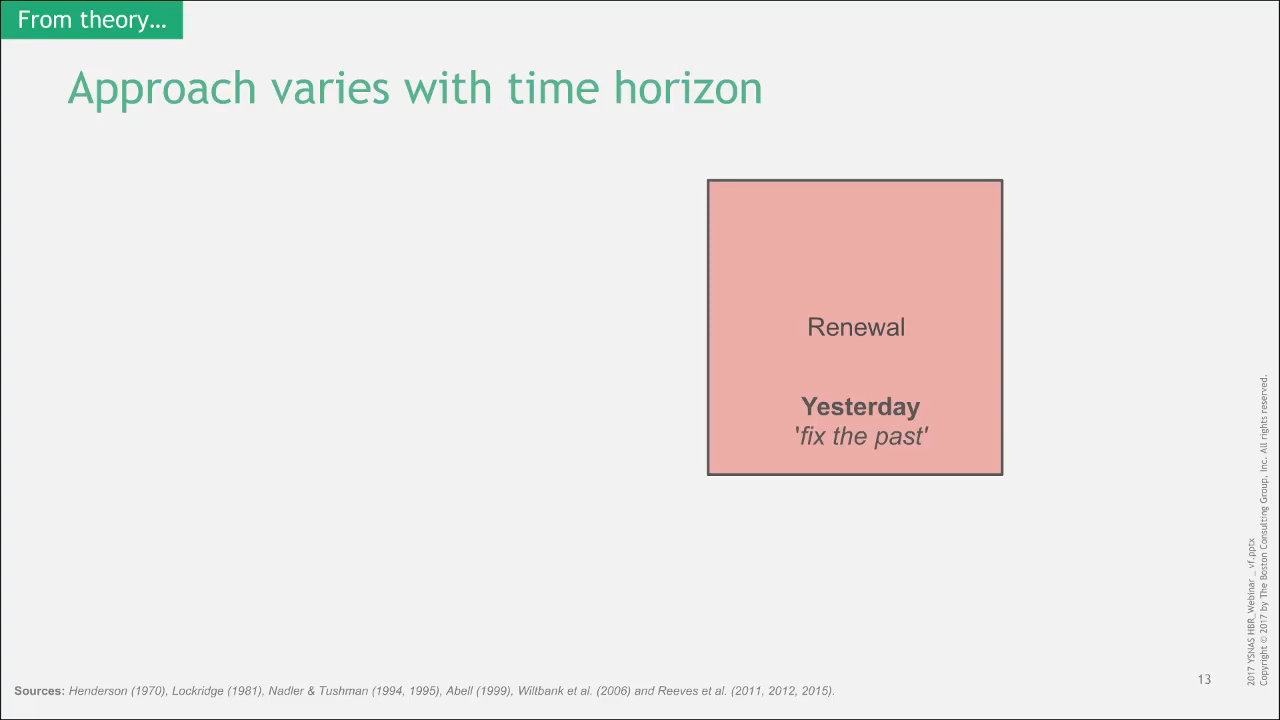 From theory…
Approach varies with time horizon
Renewal
Yesterday
'fix the past'
2017 YSNAS HBR_Webinar _ vf.pptx
Copyright © 2017 by The Boston Consulting Group, Inc. All rights reserved.
13
Sources: Henderson (1970), Lockridge (1981), Nadler & Tushman (1994, 1995), Abell (1999), Wiltbank et al. (2006) and Reeves et al. (2011, 2012, 2015).